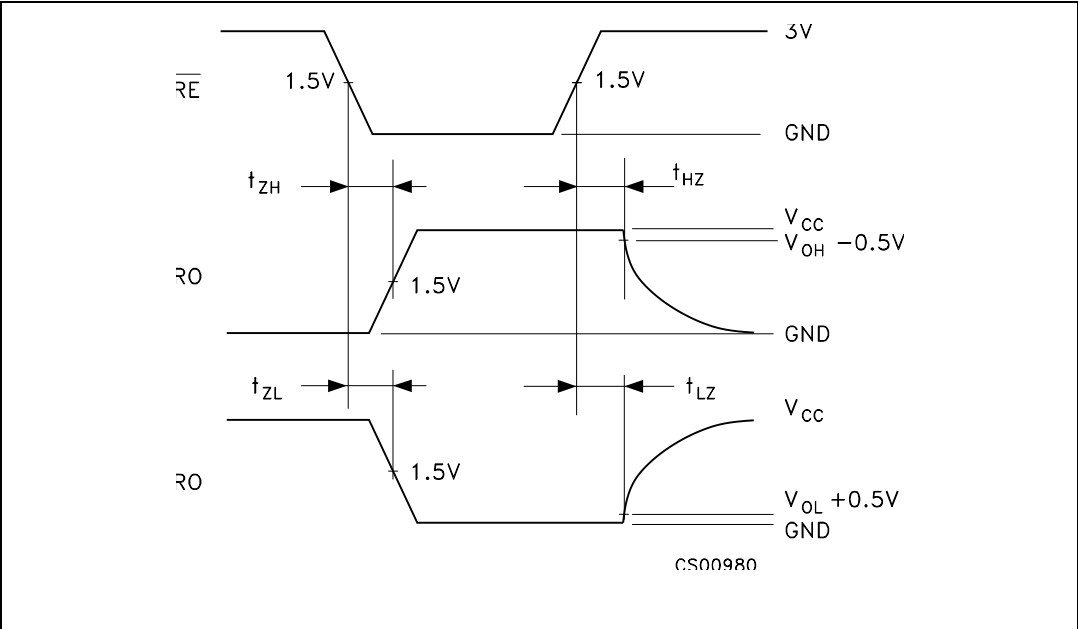 3V
RE
1.5V
1.5V
GND
tZH
tHZ
VCC
VOH -0.5V
RO
1.5V
GND
tZL
tLZ
VCC
RO
1.5V
VOL +0.5V
GND
CS00980